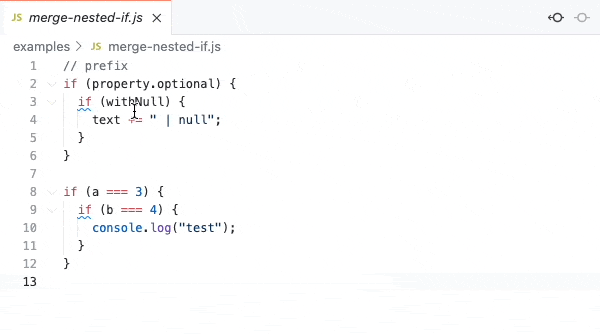 JS merge-nested-if.js
examples > JS merge-nested-if.js
1 // prefix
2 if (property.optional) {
3 if (withNull) {
4 text += " | null";
5 }
6 }
7
8 if (a === 3) {
9 if (b === 4) {
10 console.log("test");
11 }
12 }
13